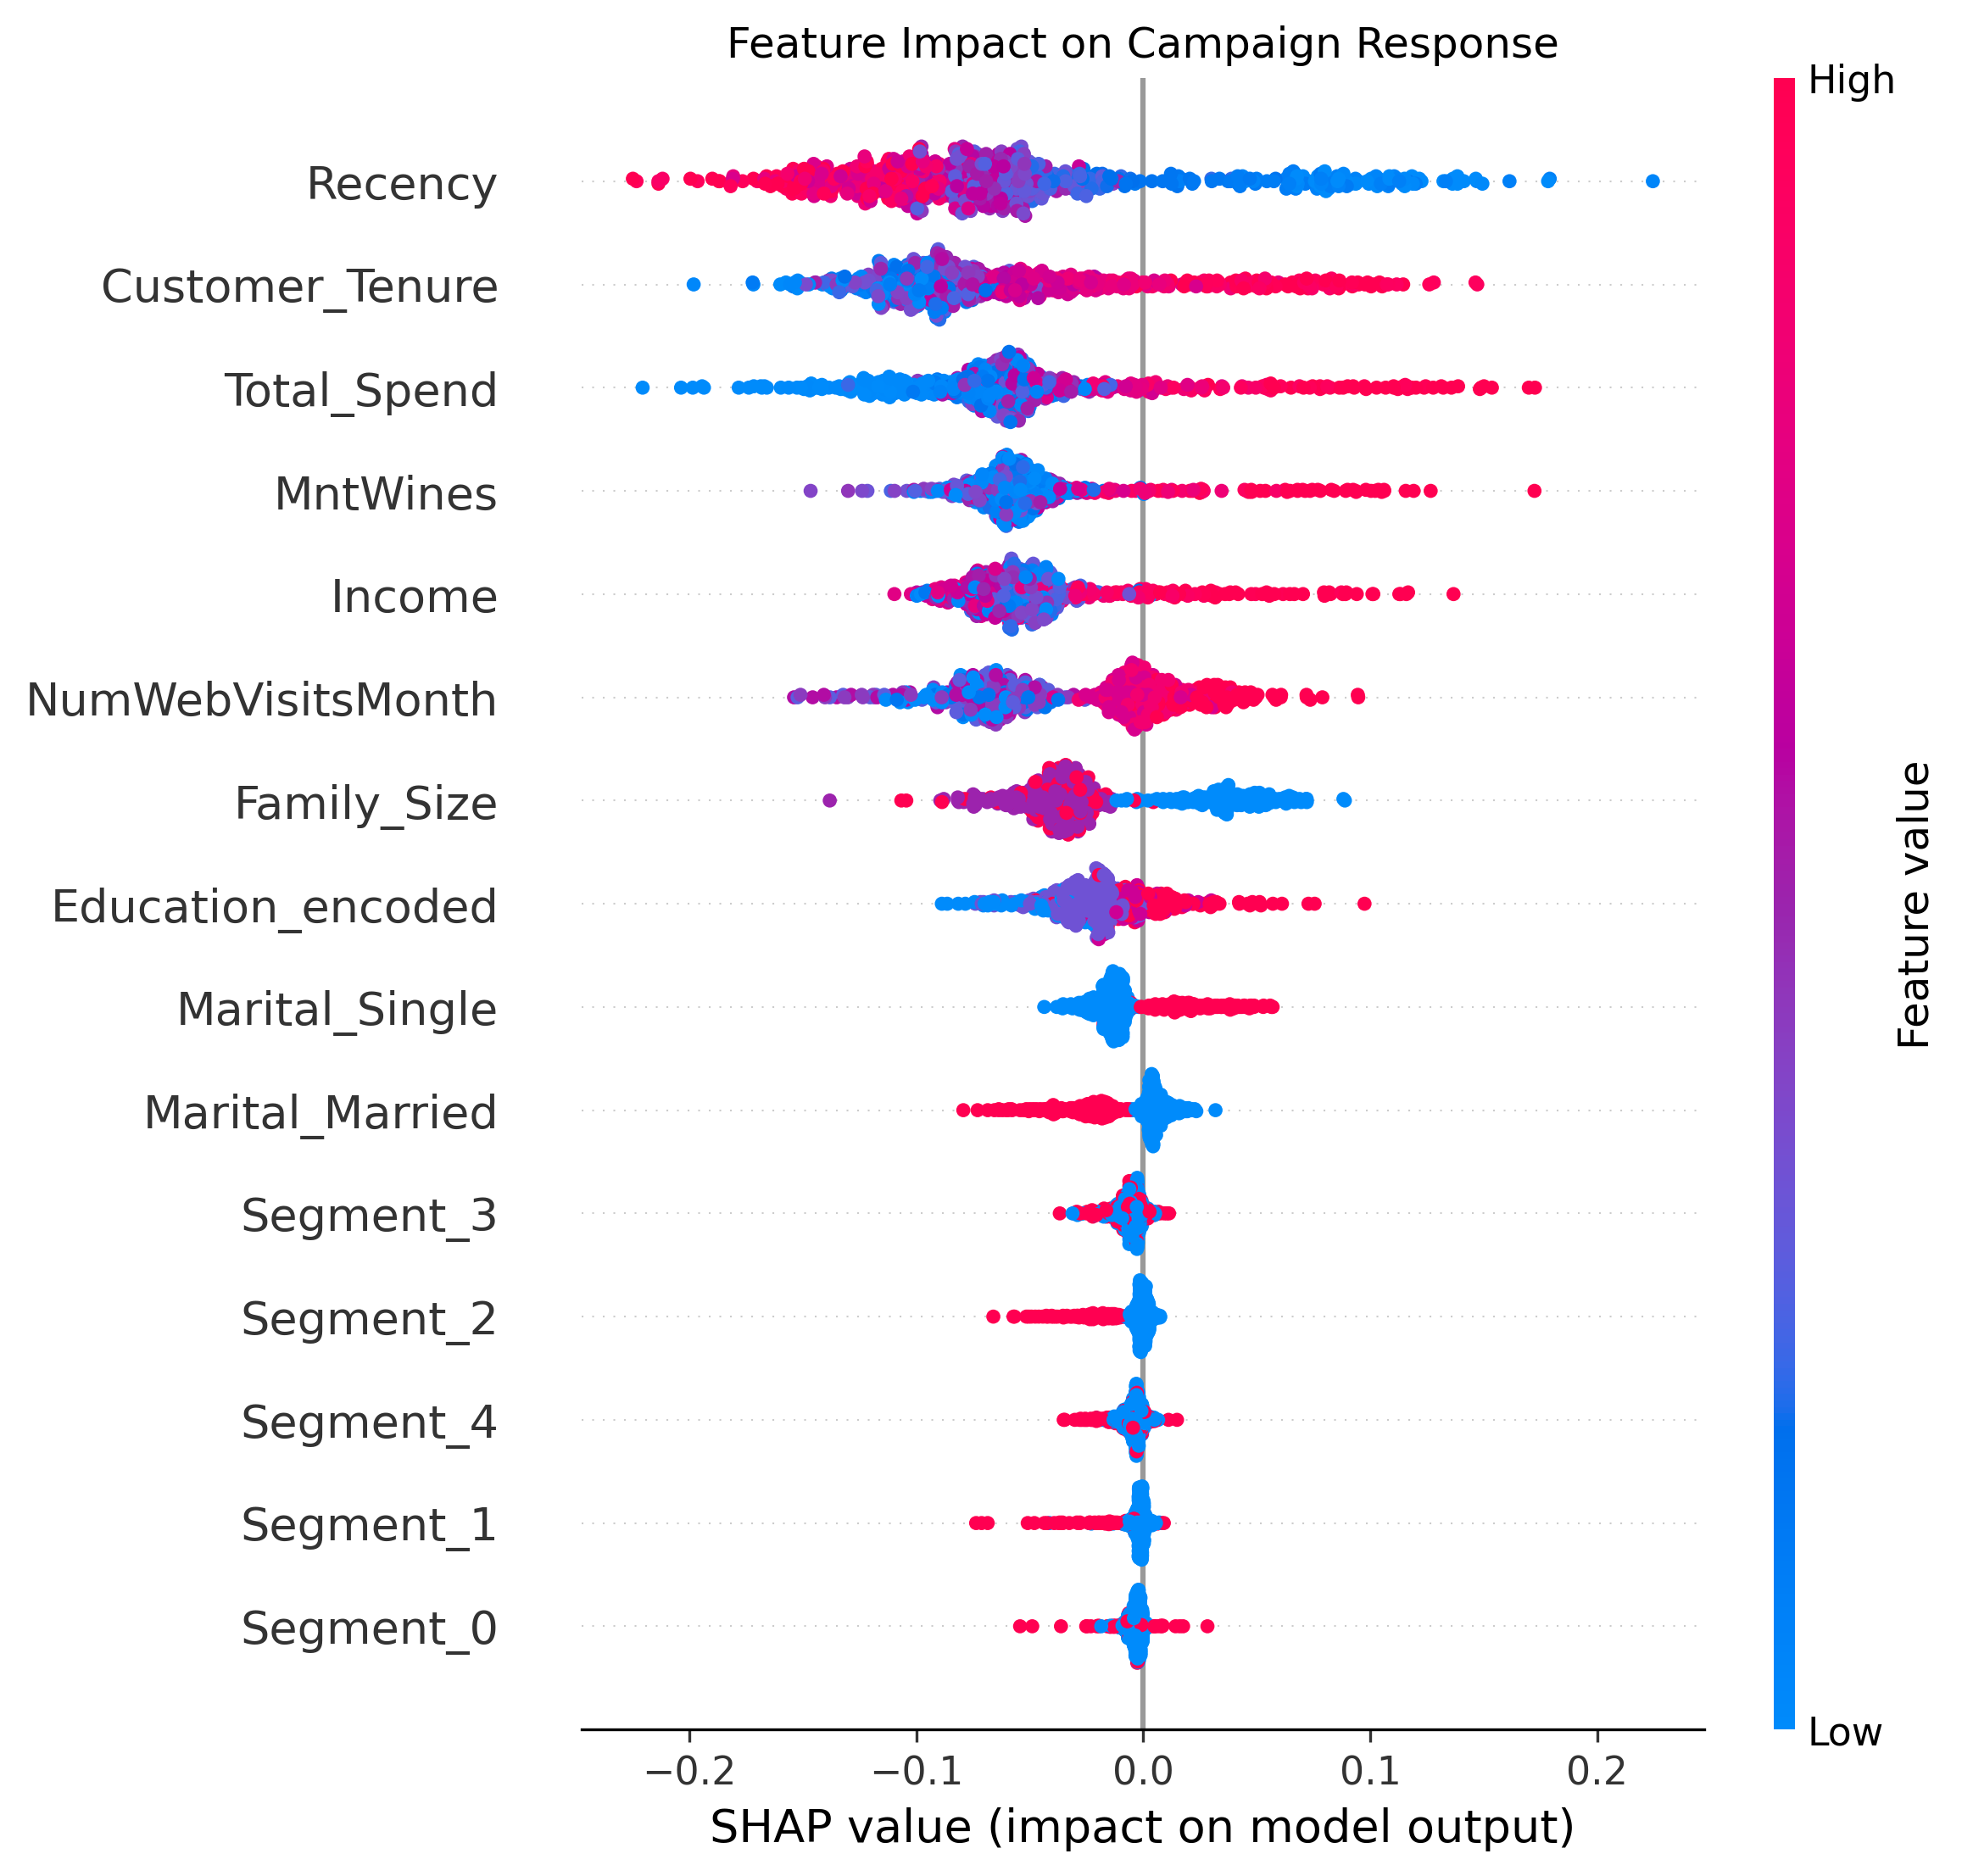 Feature Impact on Campaign Response
High
Recency
Customer_Tenure
Total_Spend
MntWines
Income
NumWebVisitsMonth
Family_Size
Education_encoded
Marital_Single
Marital_Married
Segment_3
Segment_2
Segment_4
Segment_1
Segment_0
Feature value
Low
−0.2 −0.1 0.0 0.1 0.2
SHAP value (impact on model output)